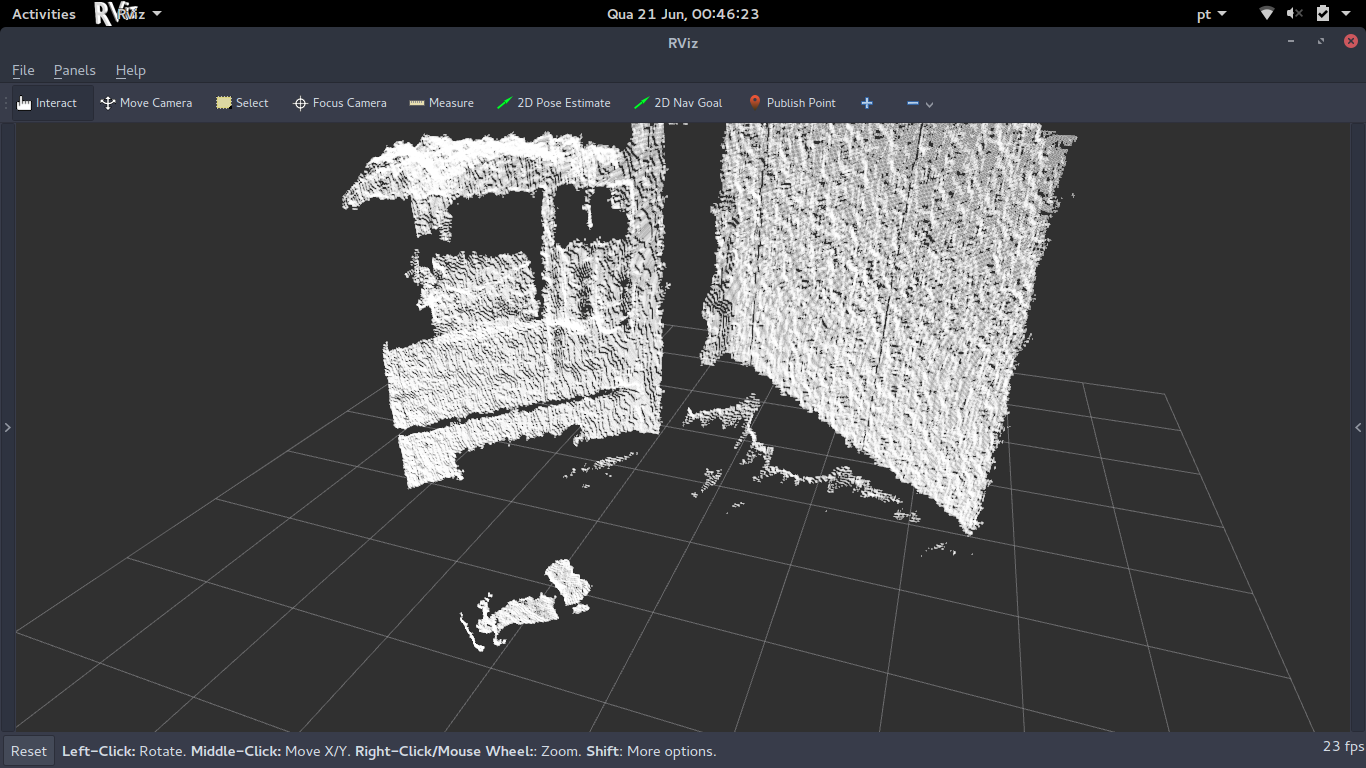 Activities RViz Qua 21 Jun, 00:46:23 pt
RViz
File Panels Help
Interact Move Camera Select Focus Camera Measure 2D Pose Estimate 2D Nav Goal Publish Point
Reset Left-Click: Rotate. Middle-Click: Move X/Y. Right-Click/Mouse Wheel:: Zoom. Shift: More options. 23 fps